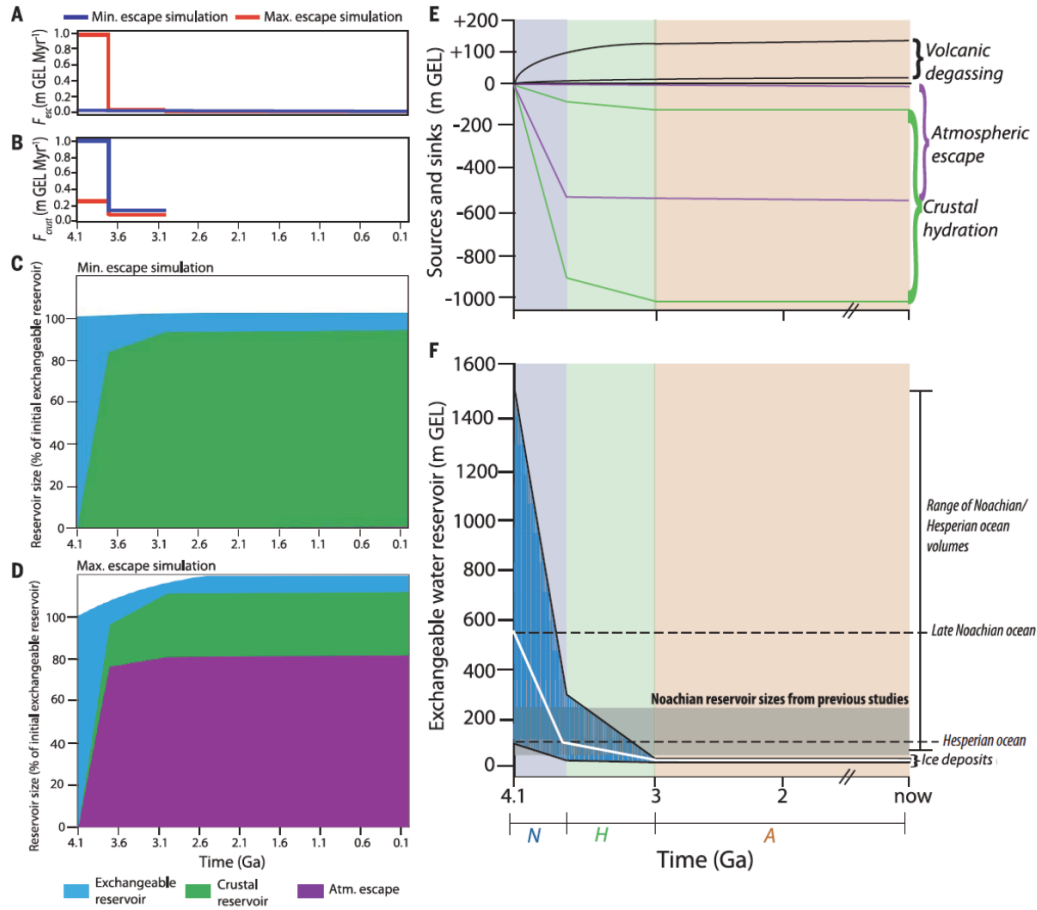 A
Min. escape simulation
Max. escape simulation
F esc (m GEL Myr⁻¹)
1.0
0.8
0.6
0.4
0.2
0.0
B
F crust (m GEL Myr⁻¹)
1.0
0.8
0.6
0.4
0.2
0.0
4.1 3.6 3.1 2.6 2.1 1.6 1.1 0.6 0.1
C
Min. escape simulation
Reservoir size (% of initial exchangeable reservoir)
100
80
60
40
20
0
4.1 3.6 3.1 2.6 2.1 1.6 1.1 0.6 0.1
D
Max. escape simulation
Reservoir size (% of initial exchangeable reservoir)
100
80
60
40
20
0
4.1 3.6 3.1 2.6 2.1 1.6 1.1 0.6 0.1
Time (Ga)
Exchangeable reservoir
Crustal reservoir
Atm. escape
E
Sources and sinks (m GEL)
+200
+100
0
-200
-400
-600
-800
-1000
Volcanic
degassing
Atmospheric
escape
Crustal
hydration
F
Exchangeable water reservoir (m GEL)
1600
1400
1200
1000
800
600
400
200
0
Range of Noachian/
Hesperian ocean
volumes
Late Noachian ocean
Noachian reservoir sizes from previous studies
Hesperian ocean
Ice deposits
4.1 3 2 now
N H A
Time (Ga)